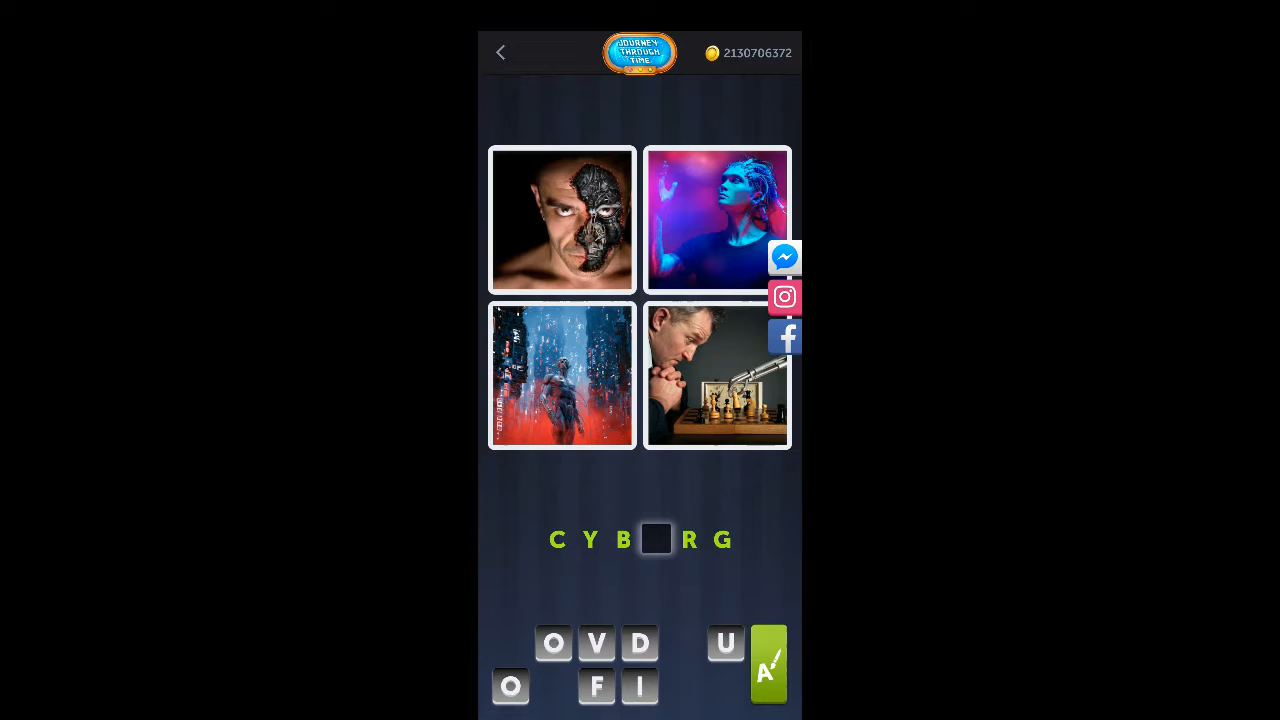 JOURNEY
THROUGH
TIME
2130706372
C Y B R G
O V D U
O F I
A